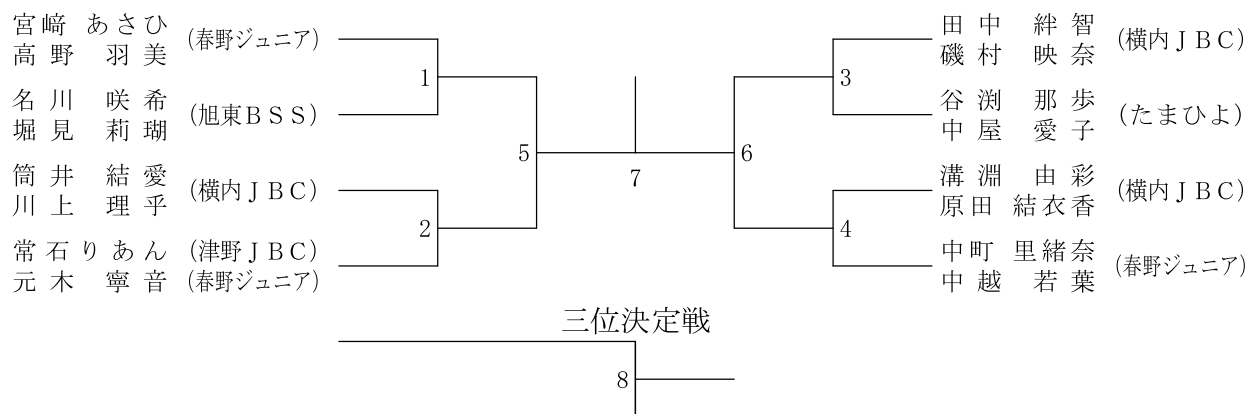 宮﨑 あさひ
高野 羽美
(春野ジュニア)
1
名川 咲希
堀見 莉瑚
(旭東BSS)
5
筒井 結愛
川上 理乎
(横内JBC)
2
常石りあん (津野JBC)
元木 寧音 (春野ジュニア)
7
田中 絆智
磯村 映奈
(横内JBC)
3
谷渕 那歩
中屋 愛子
(たまひよ)
6
溝淵 由彩
原田 結衣香
(横内JBC)
4
中町 里緒奈
中越 若葉
(春野ジュニア)
三位決定戦
8